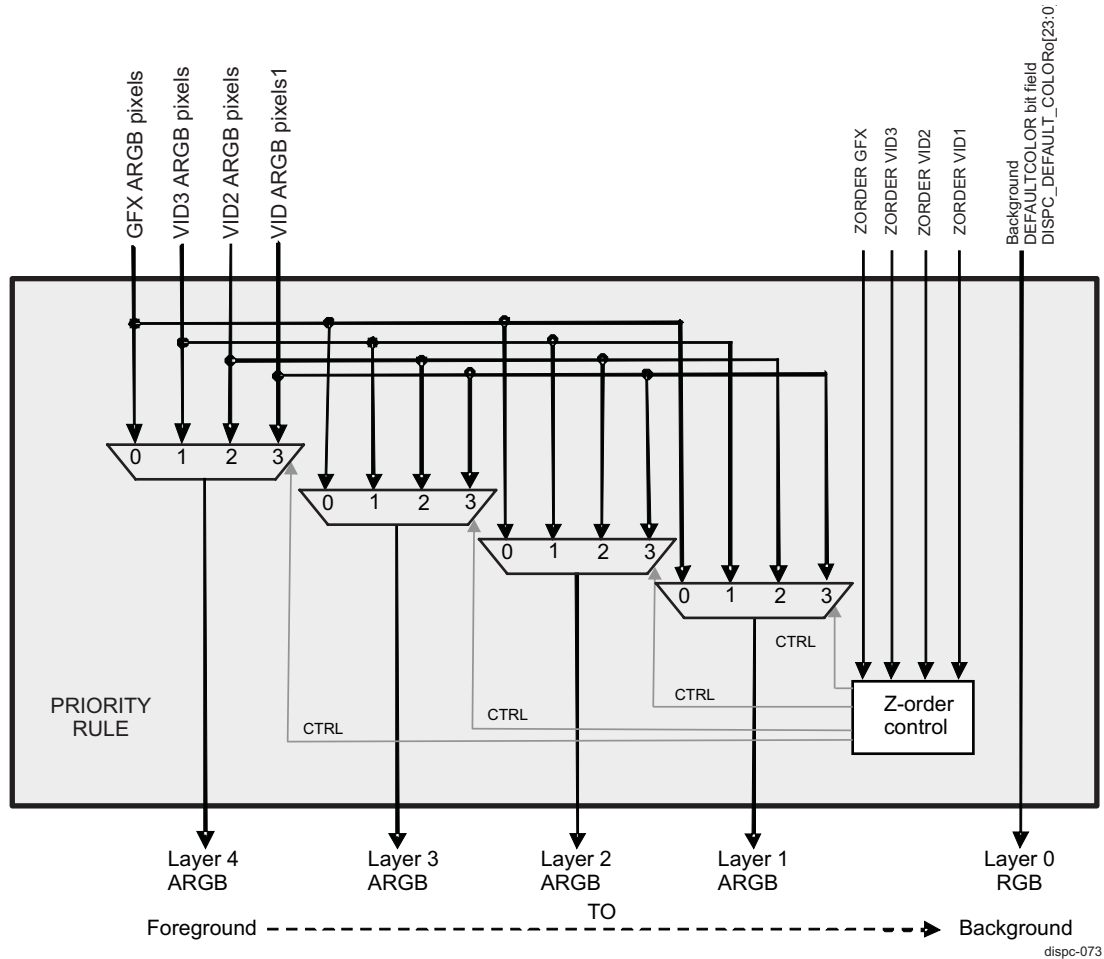 GFX ARGB pixels
VID3 ARGB pixels
VID2 ARGB pixels
VID ARGB pixels1
ZORDER GFX
ZORDER VID3
ZORDER VID2
ZORDER VID1
Background
DEFAULTCOLOR bit field
DISPC_DEFAULT_COLORo[23:0]
0 1 2 3
0 1 2 3
0 1 2 3
0 1 2 3
CTRL
CTRL
CTRL
CTRL
Z-order
control
PRIORITY
RULE
Layer 4
ARGB
Layer 3
ARGB
Layer 2
ARGB
Layer 1
ARGB
Layer 0
RGB
Foreground
TO
Background
dispc-073